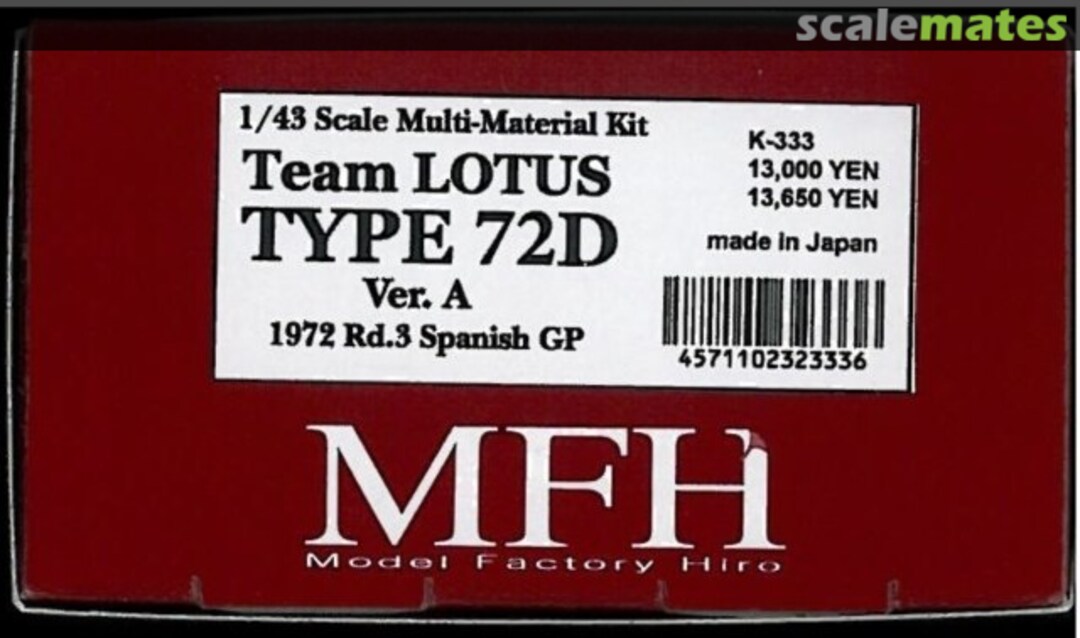 scalemates
1/43 Scale Multi-Material Kit
Team LOTUS
TYPE 72D
Ver. A
1972 Rd.3 Spanish GP
K-333
13,000 YEN
13,650 YEN
made in Japan
4571102323336
MFH
Model Factory Hiro